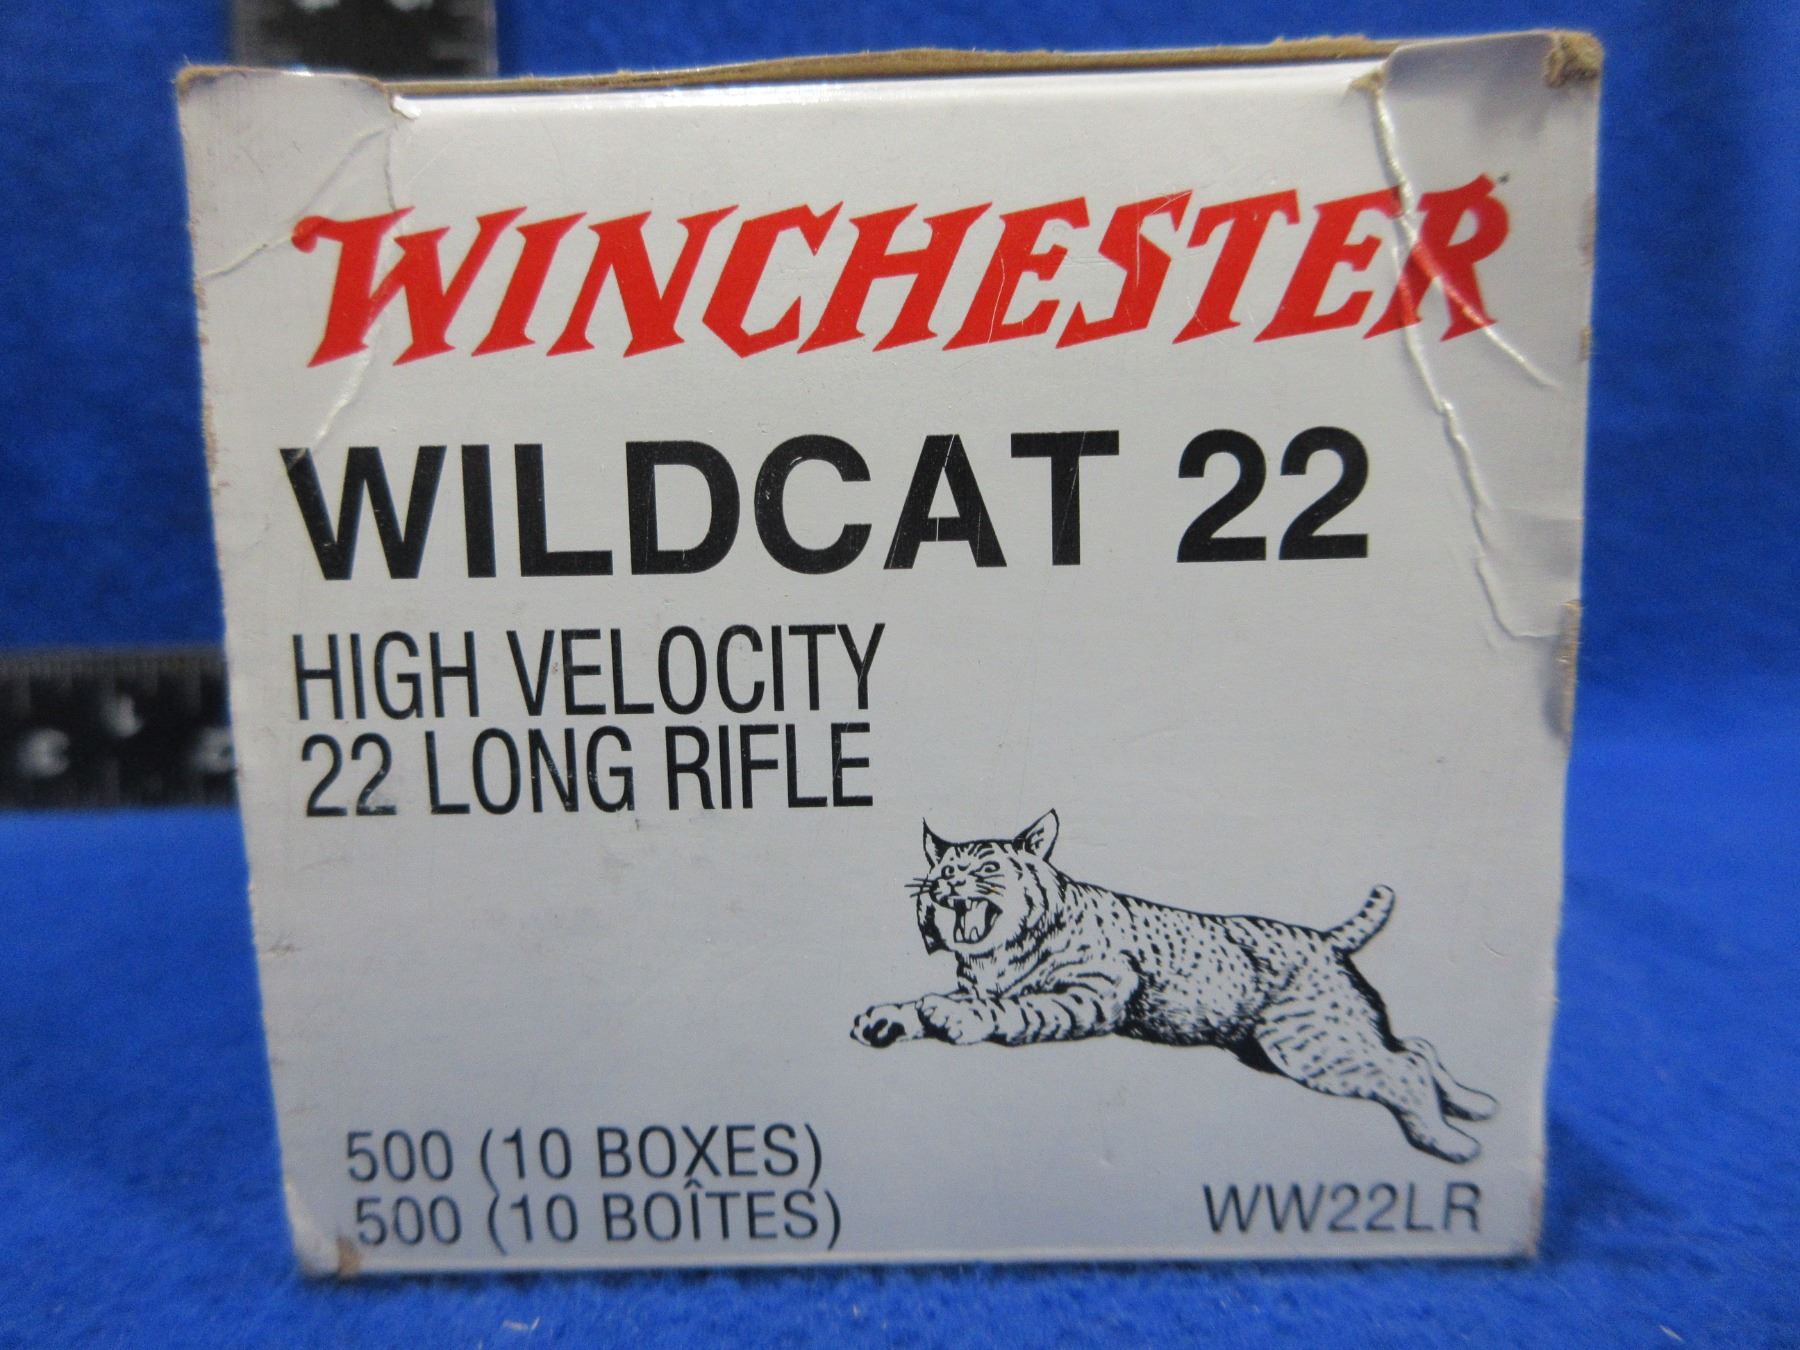 WINCHESTER
WILDCAT 22
HIGH VELOCITY
22 LONG RIFLE
500 (10 BOXES)
500 (10 BOÎTES)
WW22LR